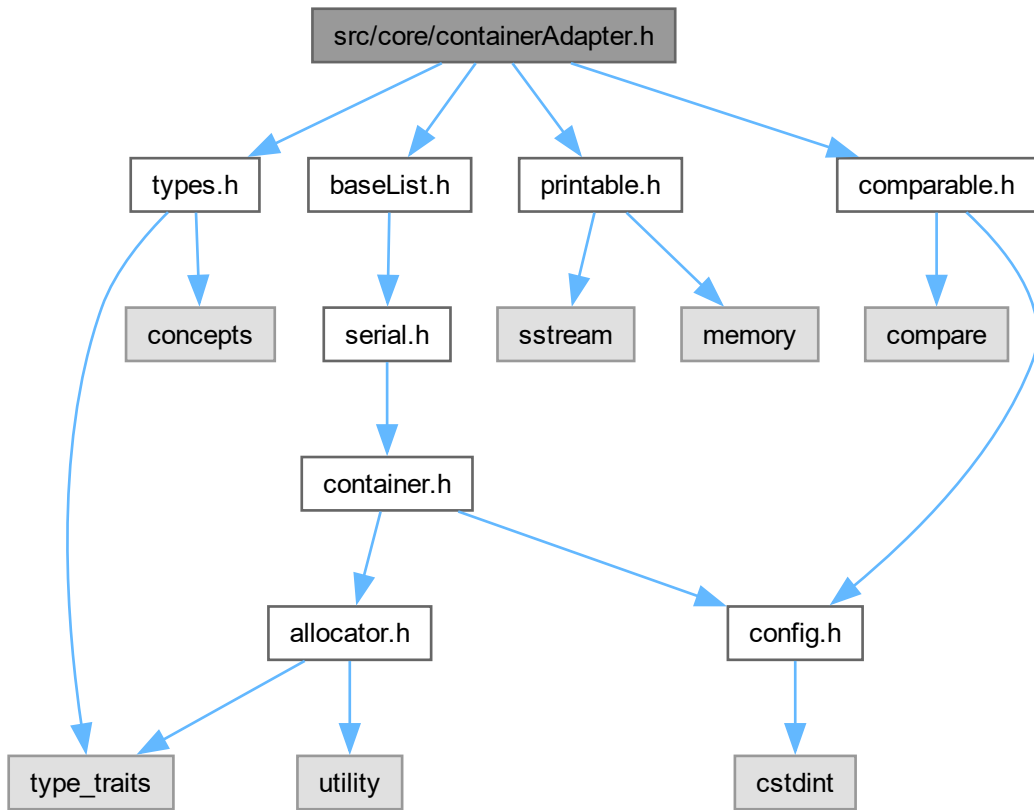 src/core/containerAdapter.h
types.h
baseList.h
printable.h
comparable.h
concepts
serial.h
sstream
memory
compare
container.h
allocator.h
config.h
type_traits
utility
cstdint